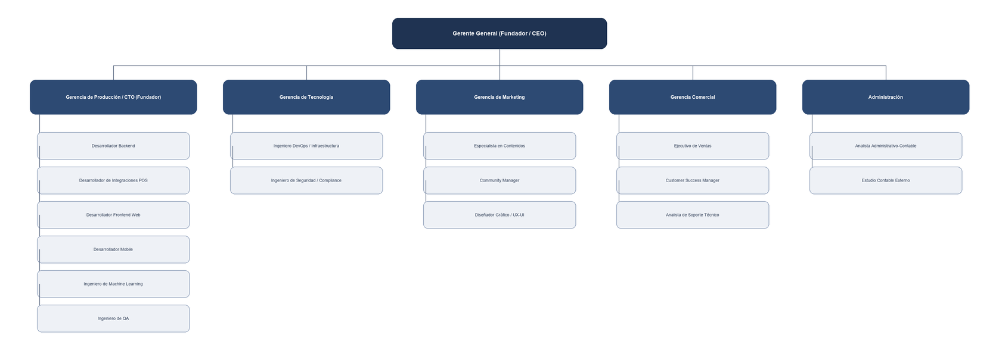 Gerente General (Fundador / CEO)
Gerencia de Producción / CTO (Fundador)
Gerencia de Tecnología
Gerencia de Marketing
Gerencia Comercial
Administración
Desarrollador Backend
Ingeniero DevOps / Infraestructura
Especialista en Contenidos
Ejecutivo de Ventas
Analista Administrativo-Contable
Desarrollador de Integraciones POS
Ingeniero de Seguridad / Compliance
Community Manager
Customer Success Manager
Estudio Contable Externo
Desarrollador Frontend Web
Diseñador Gráfico / UX-UI
Analista de Soporte Técnico
Desarrollador Mobile
Ingeniero de Machine Learning
Ingeniero de QA